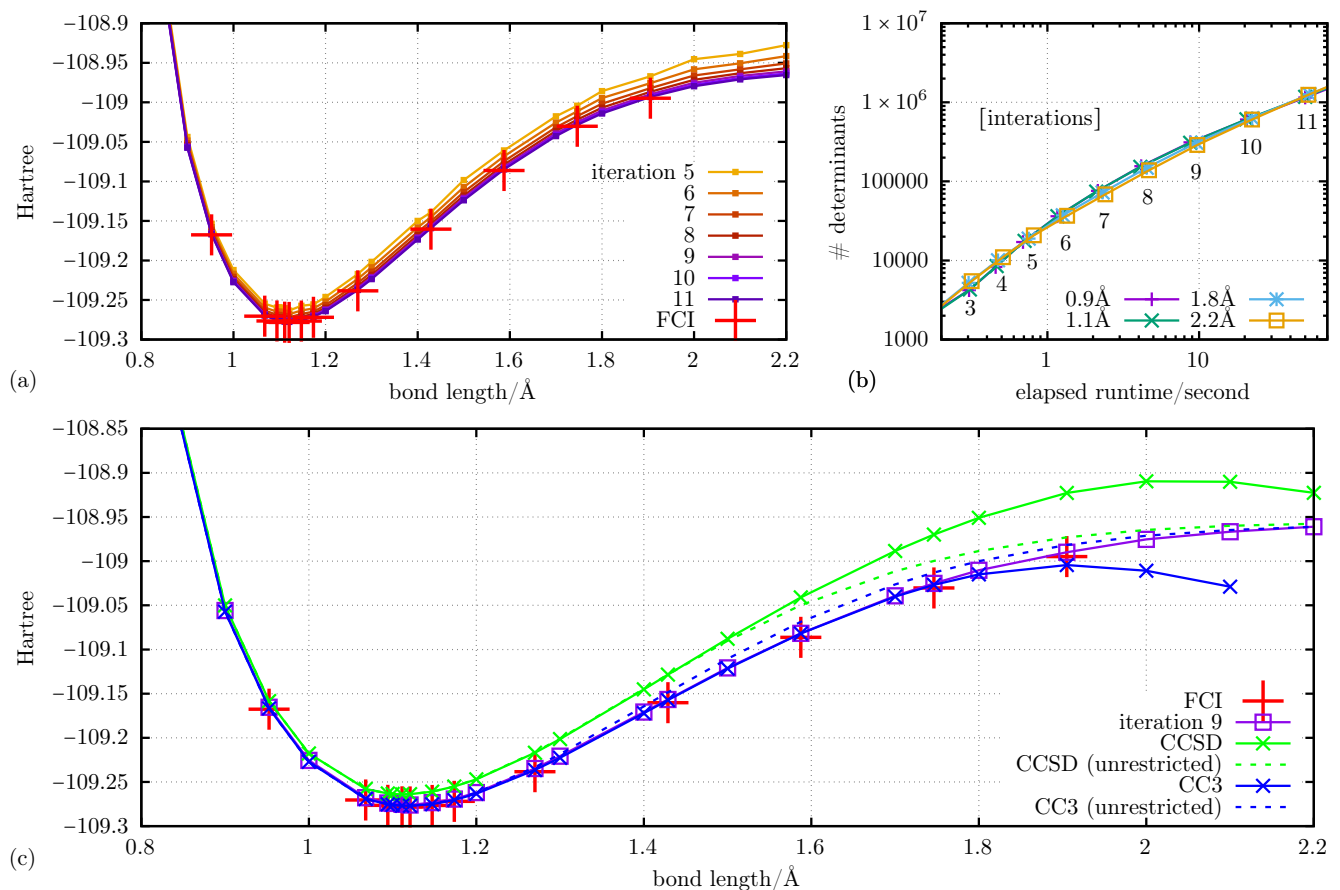 −108.9
−108.95
−109
−109.05
−109.1
−109.15
−109.2
−109.25
−109.3
Hartree
0.8
1
1.2
1.4
1.6
1.8
2
2.2
bond length/Å
iteration 5
6
7
8
9
10
11
FCI
(a)
1 × 10^7
1 × 10^6
100000
10000
1000
# determinants
[interations]
3
4
5
6
7
8
9
10
11
0.9Å
1.8Å
1.1Å
2.2Å
1
10
elapsed runtime/second
(b)
−108.85
−108.9
−108.95
−109
−109.05
−109.1
−109.15
−109.2
−109.25
−109.3
Hartree
FCI
iteration 9
CCSD
CCSD (unrestricted)
CC3
CC3 (unrestricted)
0.8
1
1.2
1.4
1.6
1.8
2
2.2
bond length/Å
(c)